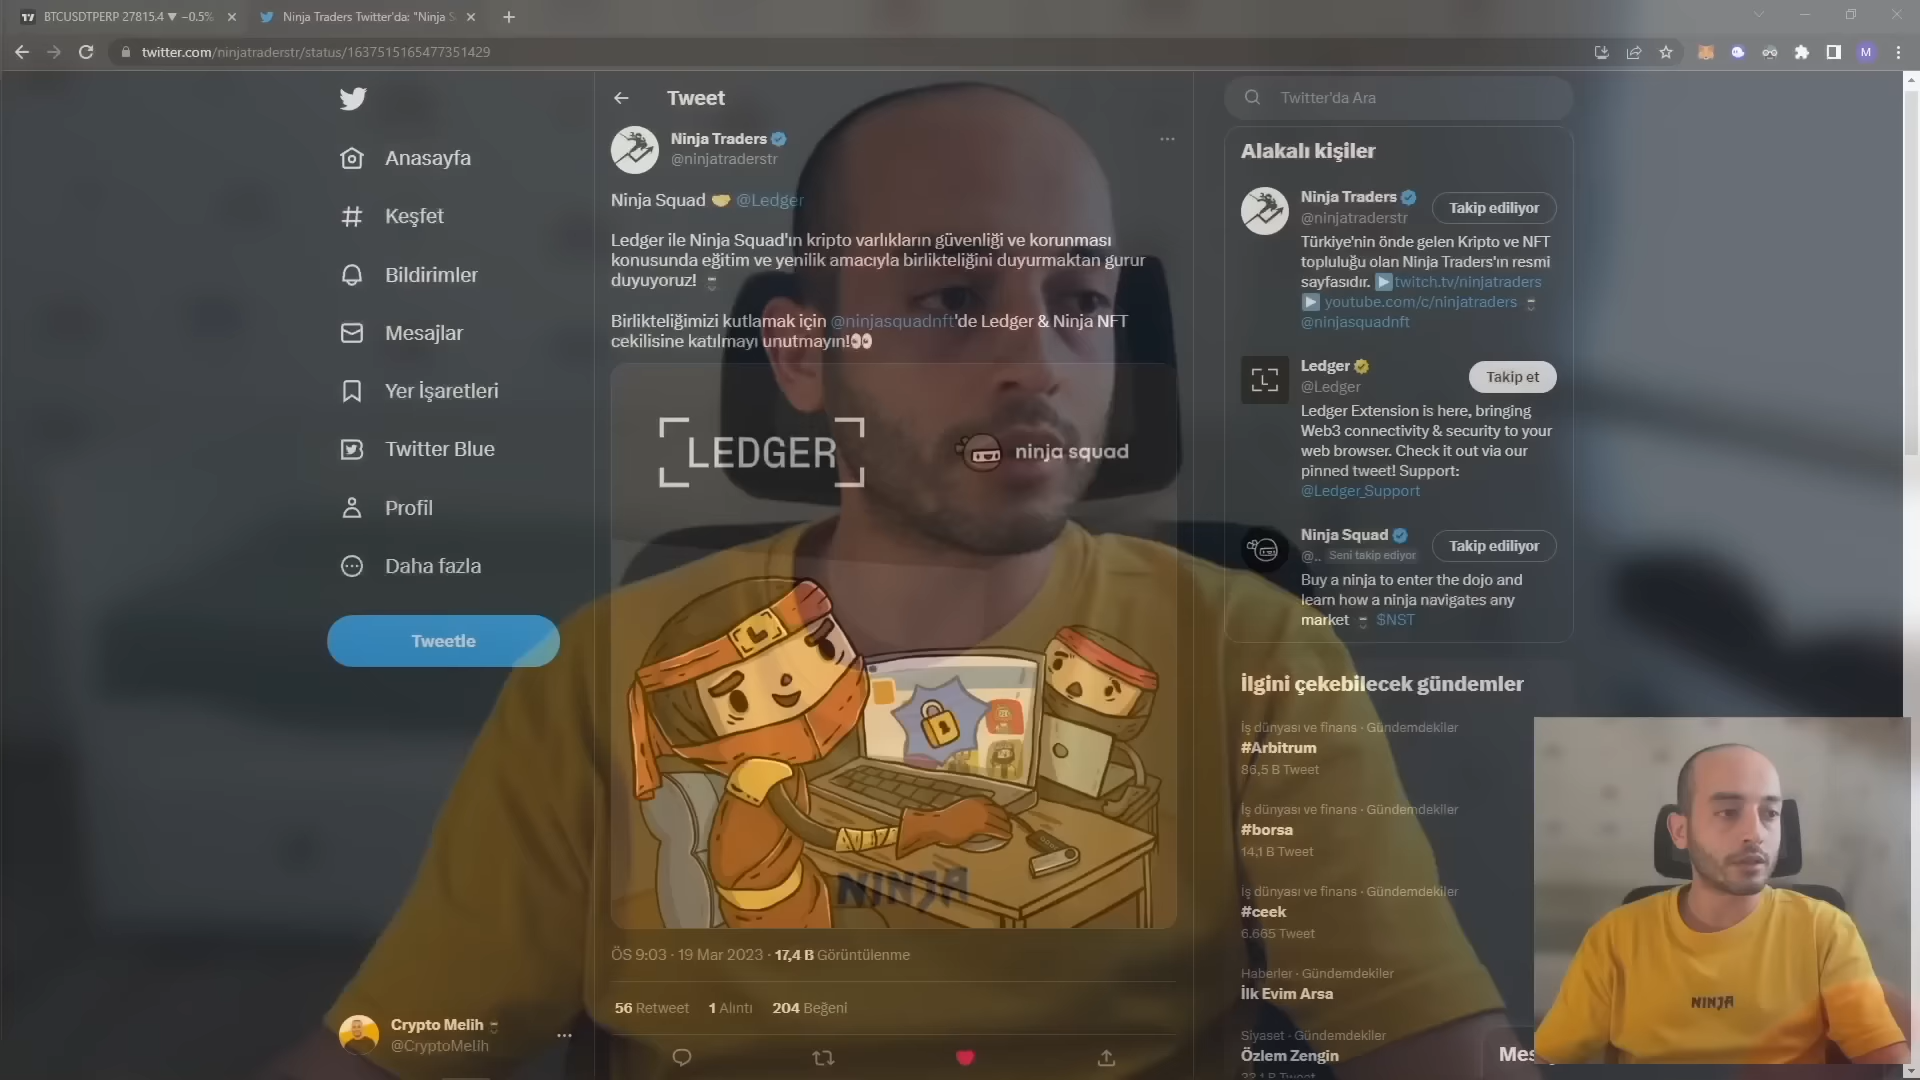 BTCUSDTPERP 27815.4 ▼ −0.5%
Ninja Traders Twitter'da: "Ninja S
twitter.com/ninjatraderstr/status/1637515165477351429
M
Anasayfa
Keşfet
Bildirimler
Mesajlar
Yer İşaretleri
Twitter Blue
Profil
Daha fazla
Tweetle
Crypto Melih
@CryptoMelih
Tweet
Ninja Traders
@ninjatraderstr
Ninja Squad 🤝 @Ledger
Ledger ile Ninja Squad'ın kripto varlıkların güvenliği ve korunması
konusunda eğitim ve yenilik amacıyla birlikteliğini duyurmaktan gurur
duyuyoruz!
Birlikteliğimizi kutlamak için @ninjasquadnft'de Ledger & Ninja NFT
cekilisine katılmayı unutmayın!👀
LEDGER
ninja squad
NINJA
ÖS 9:03 · 19 Mar 2023 · 17,4 B Görüntülenme
56 Retweet 1 Alıntı 204 Beğeni
Twitter'da Ara
Alakalı kişiler
Ninja Traders
@ninjatraderstr
Takip ediliyor
Türkiye'nin önde gelen Kripto ve NFT
topluluğu olan Ninja Traders'ın resmi
sayfasıdır. ▶️twitch.tv/ninjatraders
▶️ youtube.com/c/ninjatraders
@ninjasquadnft
Ledger
@Ledger
Takip et
Ledger Extension is here, bringing
Web3 connectivity & security to your
web browser. Check it out via our
pinned tweet! Support:
@Ledger_Support
Ninja Squad
@.. Seni takip ediyor
Takip ediliyor
Buy a ninja to enter the dojo and
learn how a ninja navigates any
market $NST
İlgini çekebilecek gündemler
İş dünyası ve finans · Gündemdekiler
#Arbitrum
86,5 B Tweet
İş dünyası ve finans · Gündemdekiler
#borsa
14,1 B Tweet
İş dünyası ve finans · Gündemdekiler
#ceek
6.665 Tweet
Haberler · Gündemdekiler
İlk Evim Arsa
Siyaset · Gündemdekiler
Özlem Zengin
Mes
NINJA